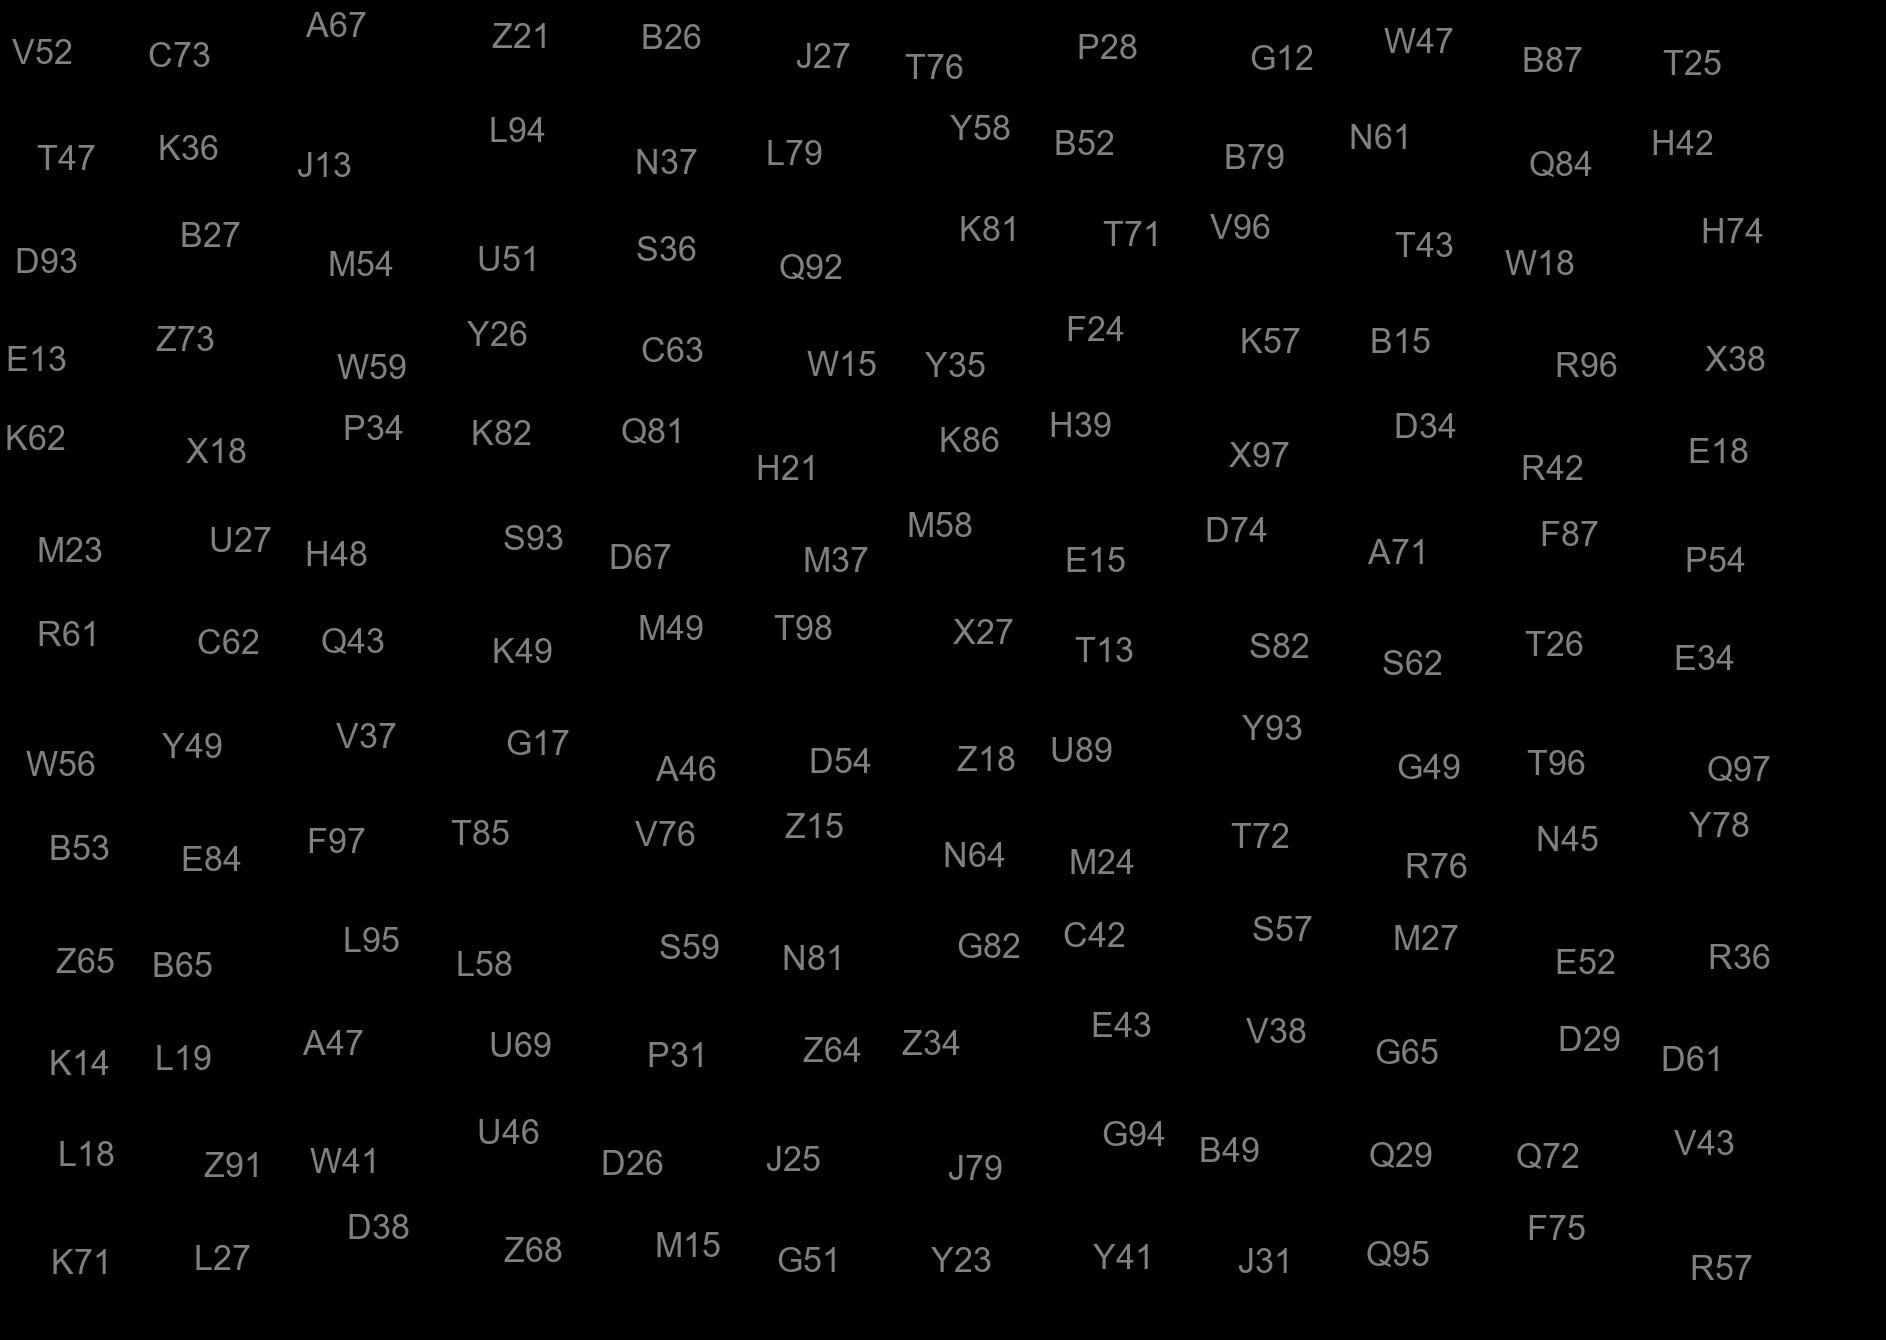 V52 C73 A67 Z21 B26 J27 T76 P28 G12 W47 B87 T25
T47 K36 J13 L94 N37 L79 Y58 B52 B79 N61 Q84 H42
D93 B27 M54 U51 S36 Q92 K81 T71 V96 T43 W18 H74
E13 Z73 W59 Y26 C63 W15 Y35 F24 K57 B15 R96 X38
K62 X18 P34 K82 Q81 H21 K86 H39 X97 D34 R42 E18
M23 U27 H48 S93 D67 M37 M58 E15 D74 A71 F87 P54
R61 C62 Q43 K49 M49 T98 X27 T13 S82 S62 T26 E34
W56 Y49 V37 G17 A46 D54 Z18 U89 Y93 G49 T96 Q97
B53 E84 F97 T85 V76 Z15 N64 M24 T72 R76 N45 Y78
Z65 B65 L95 L58 S59 N81 G82 C42 S57 M27 E52 R36
K14 L19 A47 U69 P31 Z64 Z34 E43 V38 G65 D29 D61
L18 Z91 W41 U46 D26 J25 J79 G94 B49 Q29 Q72 V43
K71 L27 D38 Z68 M15 G51 Y23 Y41 J31 Q95 F75 R57